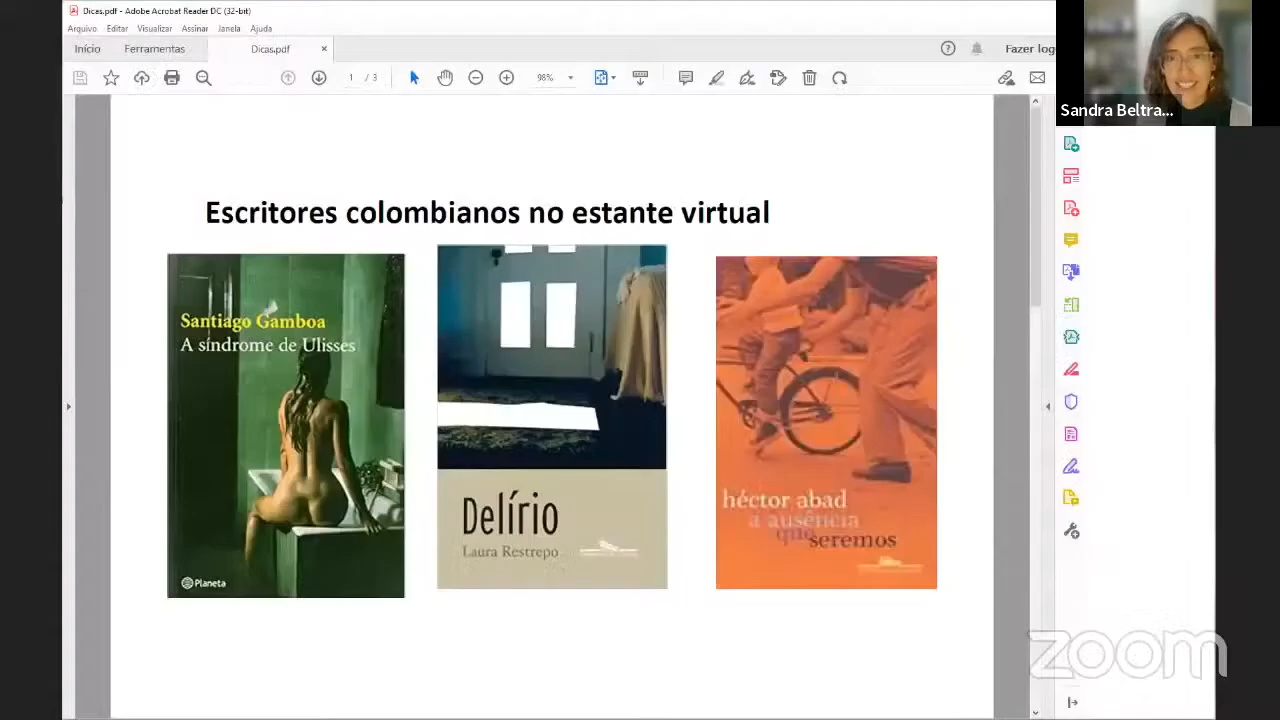 Dicas.pdf - Adobe Acrobat Reader DC (32-bit)
Arquivo Editar Visualizar Assinar Janela Ajuda
Início Ferramentas Dicas.pdf × Fazer log
1 / 3 98%
Sandra Beltra...
Escritores colombianos no estante virtual
Santiago Gamboa
A síndrome de Ulisses
Planeta
Delírio
Laura Restrepo
héctor abad
a ausência
que seremos
zoom